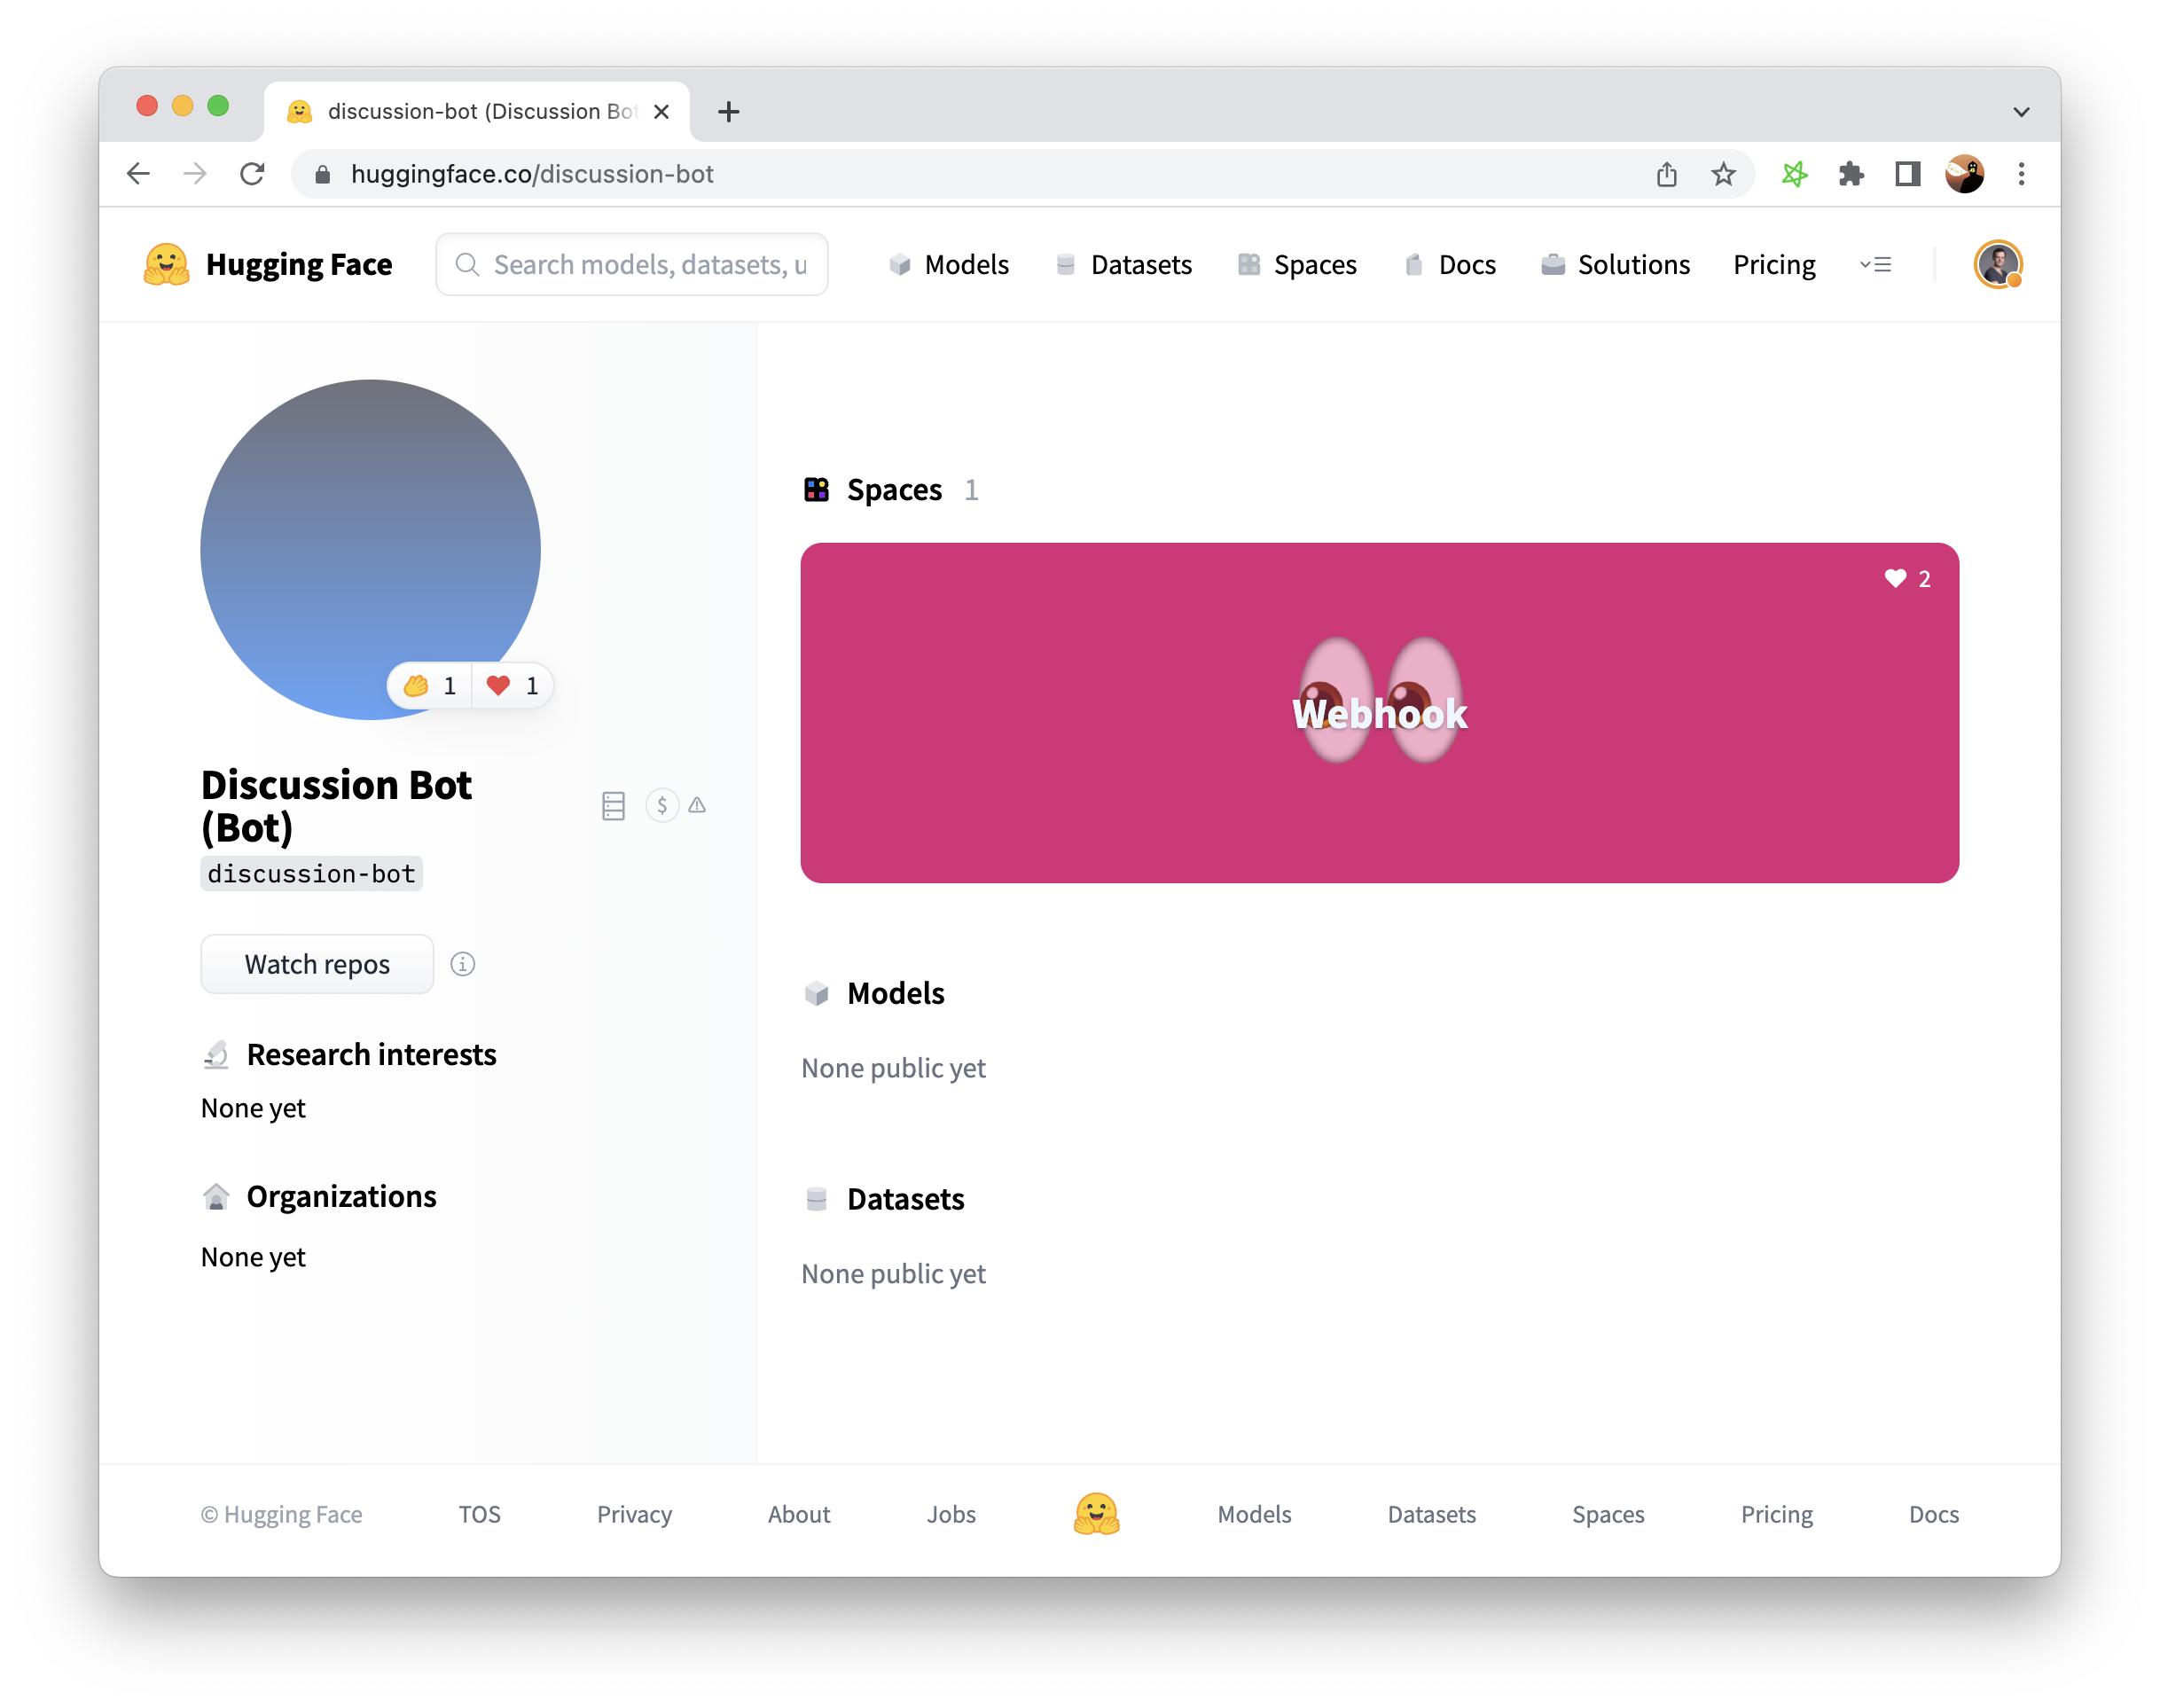 discussion-bot (Discussion Bot
huggingface.co/discussion-bot
Hugging Face
Search models, datasets, u
Models
Datasets
Spaces
Docs
Solutions
Pricing
1
1
Discussion Bot
(Bot)
discussion-bot
$
Watch repos
Research interests
None yet
Organizations
None yet
Spaces 1
2
Webhook
Models
None public yet
Datasets
None public yet
© Hugging Face
TOS
Privacy
About
Jobs
Models
Datasets
Spaces
Pricing
Docs